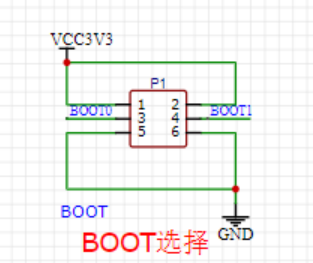 VCC3V3
P1
1 2
BOOT0 3 4 BOOT1
5 6
BOOT
BOOT选择
GND